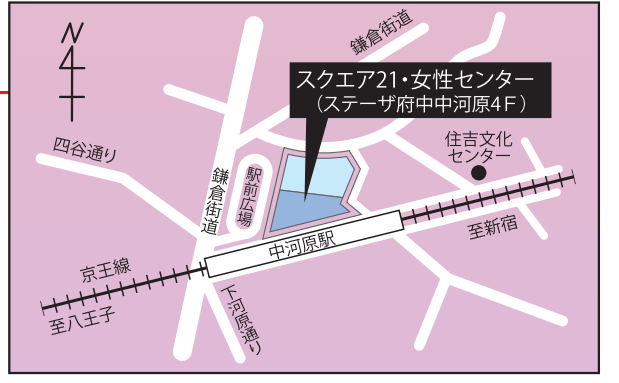 N
鎌倉街道
スクエア21・女性センター
（ステーザ府中中河原4F）
四谷通り
住吉文化
センター
鎌倉街道
駅前広場
至新宿
中河原駅
京王線
至八王子
下河原通り